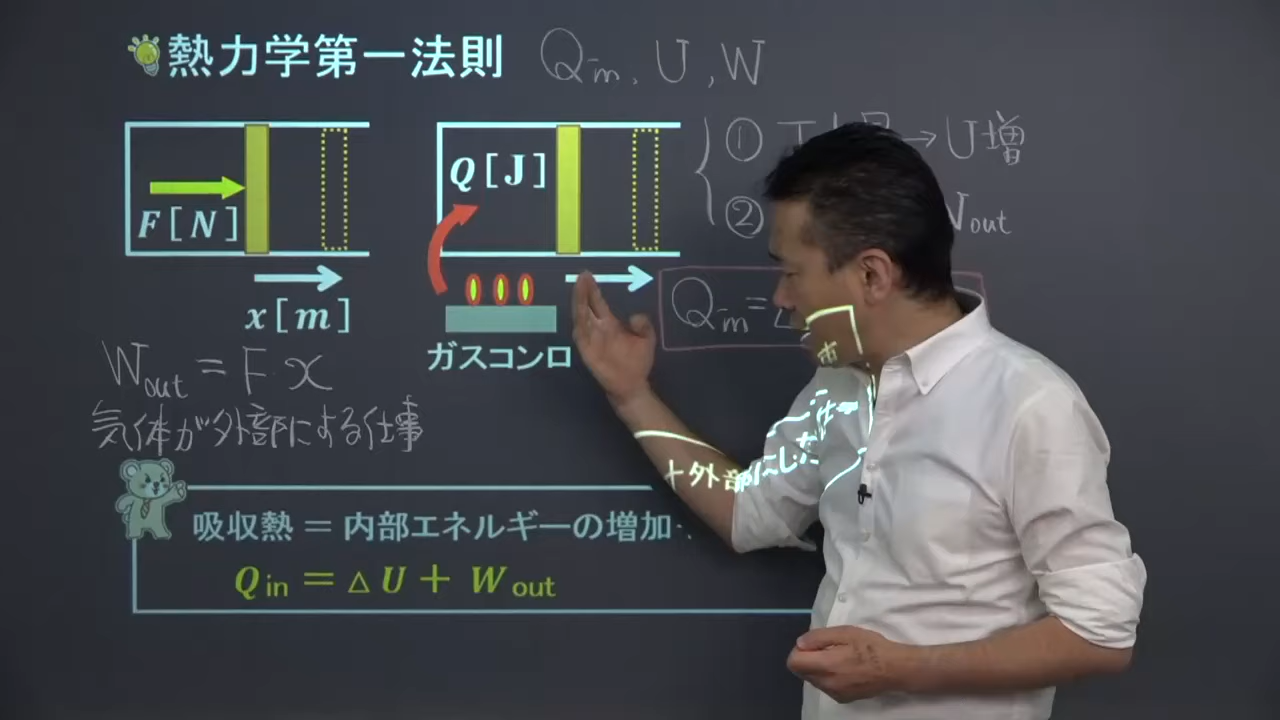 熱力学第一法則
Qin, U, W
F[N]
x[m]
Wout = F・x
気体が外部にする仕事
Q[J]
ガスコンロ
① → U増
② Wout
Qin =
吸収熱 = 内部エネルギーの増加
+外部にした仕
Qin = △U + Wout